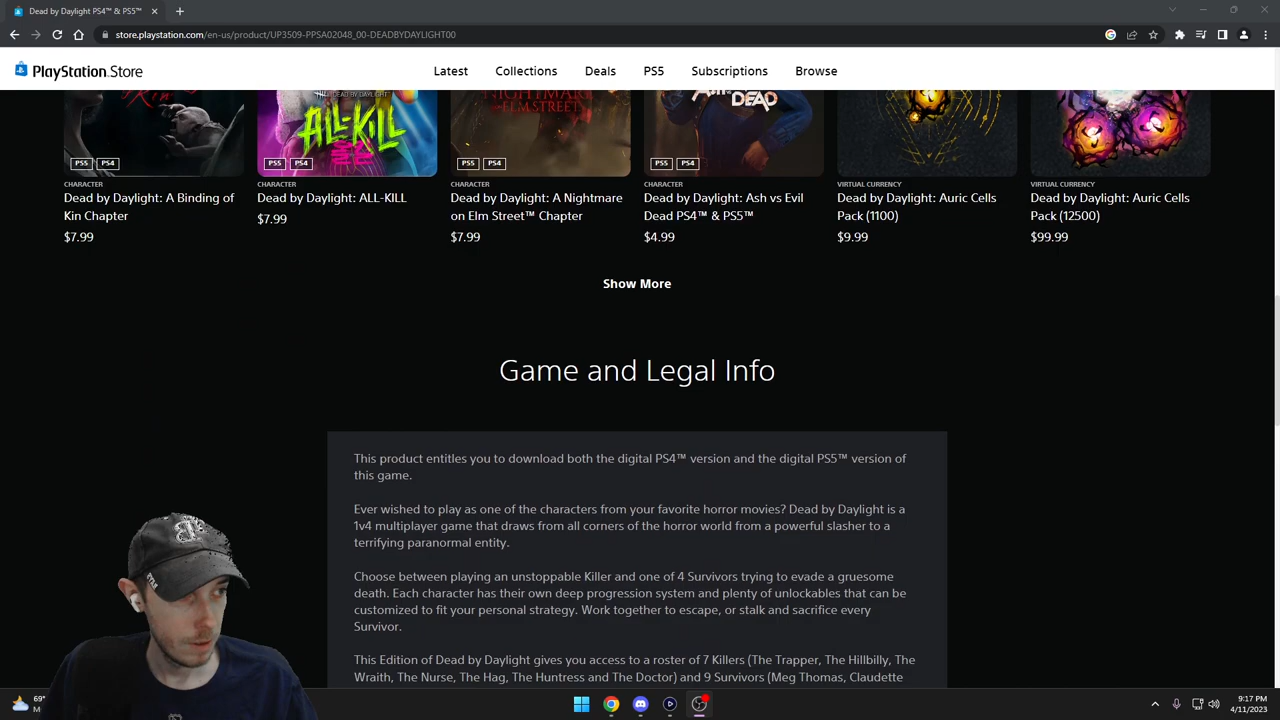 Dead by Daylight PS4™ & PS5™
store.playstation.com/en-us/product/UP3509-PPSA02048_00-DEADBYDAYLIGHT00
PlayStation.Store
Latest Collections Deals PS5 Subscriptions Browse
Kin
DEAD BY DAYLIGHT
ALL-KILL
NIGHTMARE
ELM STREET
DEAD
PS5 PS4 PS5 PS4 PS5 PS4 PS5 PS4
CHARACTER
Dead by Daylight: A Binding of
Kin Chapter
$7.99
CHARACTER
Dead by Daylight: ALL-KILL
$7.99
CHARACTER
Dead by Daylight: A Nightmare
on Elm Street™ Chapter
$7.99
CHARACTER
Dead by Daylight: Ash vs Evil
Dead PS4™ & PS5™
$4.99
VIRTUAL CURRENCY
Dead by Daylight: Auric Cells
Pack (1100)
$9.99
VIRTUAL CURRENCY
Dead by Daylight: Auric Cells
Pack (12500)
$99.99
Show More
Game and Legal Info
This product entitles you to download both the digital PS4™ version and the digital PS5™ version of
this game.
Ever wished to play as one of the characters from your favorite horror movies? Dead by Daylight is a
1v4 multiplayer game that draws from all corners of the horror world from a powerful slasher to a
terrifying paranormal entity.
Choose between playing an unstoppable Killer and one of 4 Survivors trying to evade a gruesome
death. Each character has their own deep progression system and plenty of unlockables that can be
customized to fit your personal strategy. Work together to escape, or stalk and sacrifice every
Survivor.
This Edition of Dead by Daylight gives you access to a roster of 7 Killers (The Trapper, The Hillbilly, The
Wraith, The Nurse, The Hag, The Huntress and The Doctor) and 9 Survivors (Meg Thomas, Claudette
69°
M
9:17 PM
4/11/2023